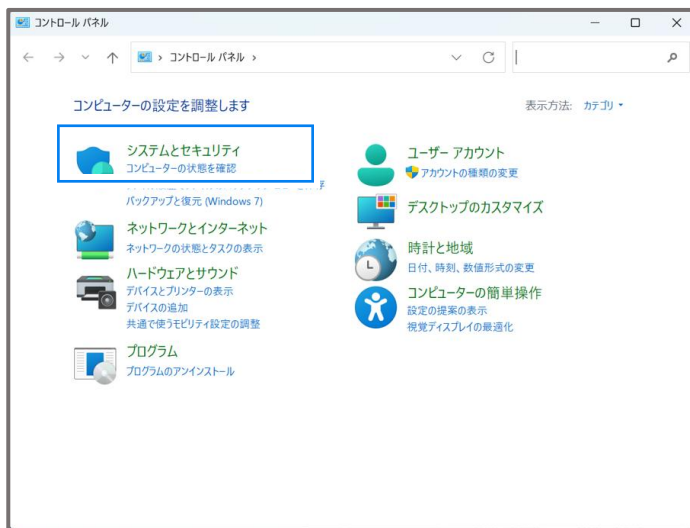 コントロール パネル
コントロール パネル
コンピューターの設定を調整します
表示方法: カテゴリ
システムとセキュリティ
コンピューターの状態を確認
バックアップと復元 (Windows 7)
ネットワークとインターネット
ネットワークの状態とタスクの表示
ハードウェアとサウンド
デバイスとプリンターの表示
デバイスの追加
共通で使うモビリティ設定の調整
プログラム
プログラムのアンインストール
ユーザー アカウント
アカウントの種類の変更
デスクトップのカスタマイズ
時計と地域
日付、時刻、数値形式の変更
コンピューターの簡単操作
設定の提案の表示
視覚ディスプレイの最適化